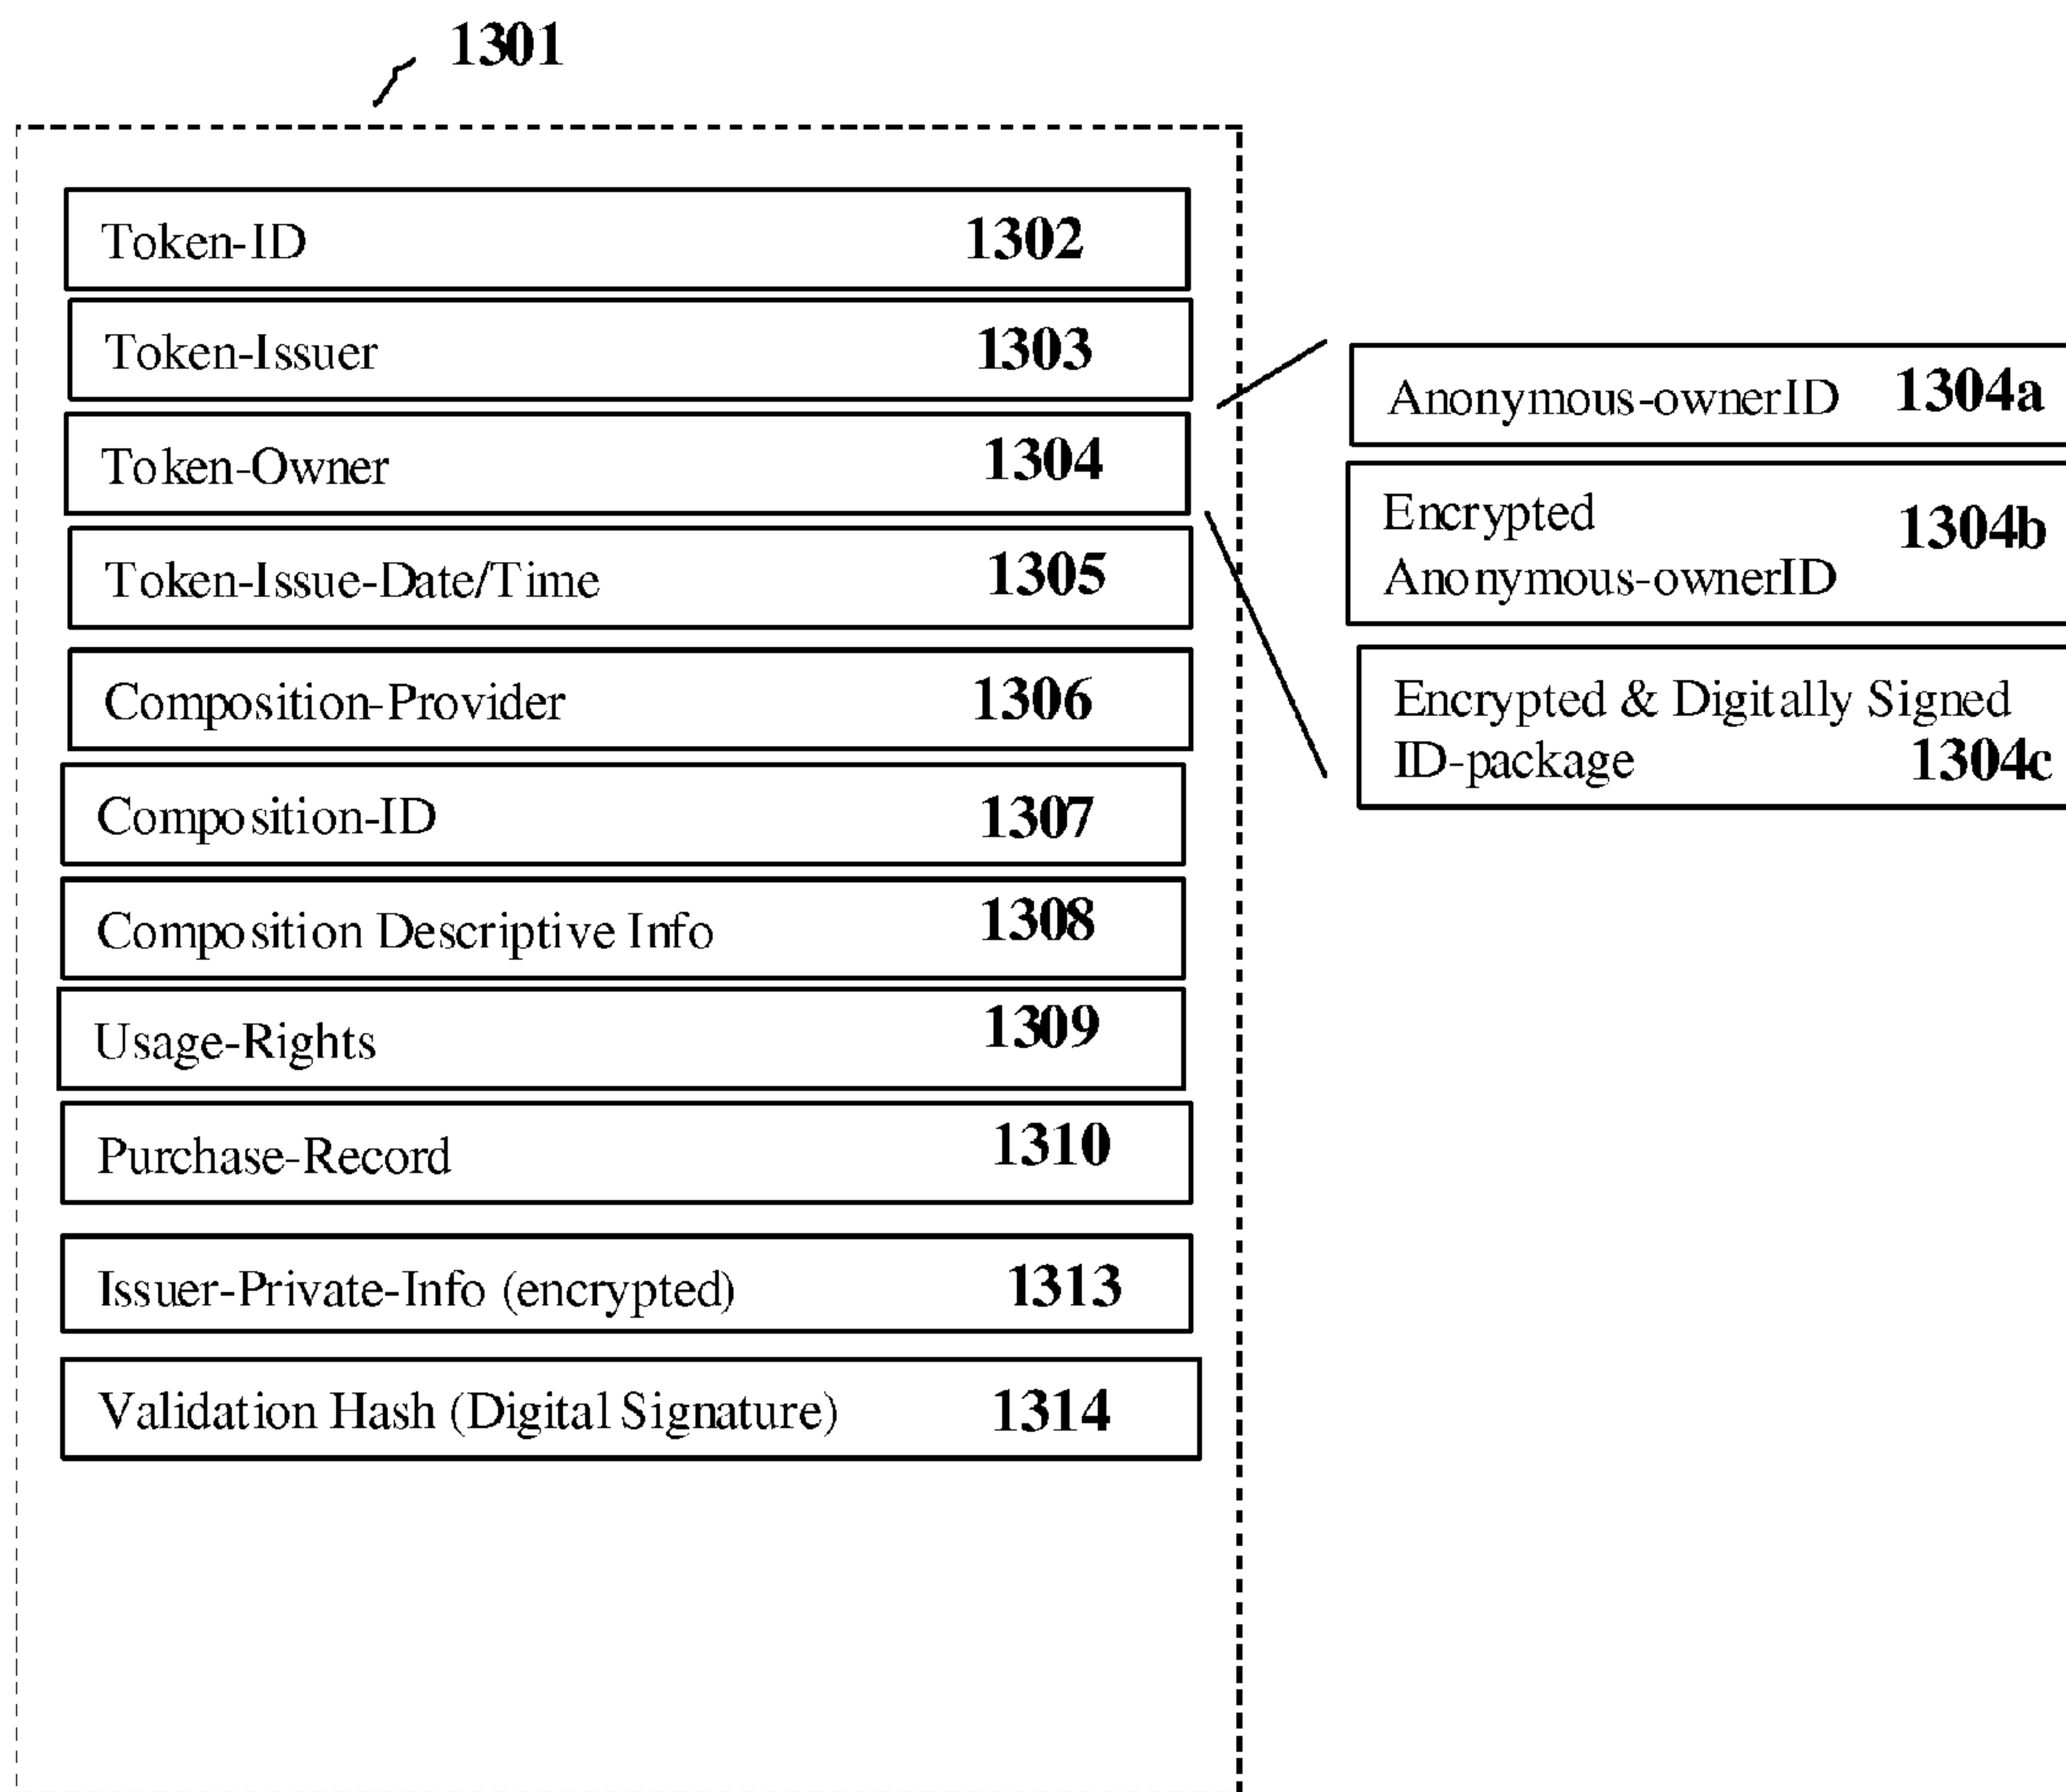 1301
Token-ID 1302
Token-Issuer 1303
Token-Owner 1304
Token-Issue-Date/Time 1305
Composition-Provider 1306
Composition-ID 1307
Composition Descriptive Info 1308
Usage-Rights 1309
Purchase-Record 1310
Issuer-Private-Info (encrypted) 1313
Validation Hash (Digital Signature) 1314
Anonymous-ownerID 1304a
Encrypted
Anonymous-ownerID 1304b
Encrypted & Digitally Signed
ID-package 1304c